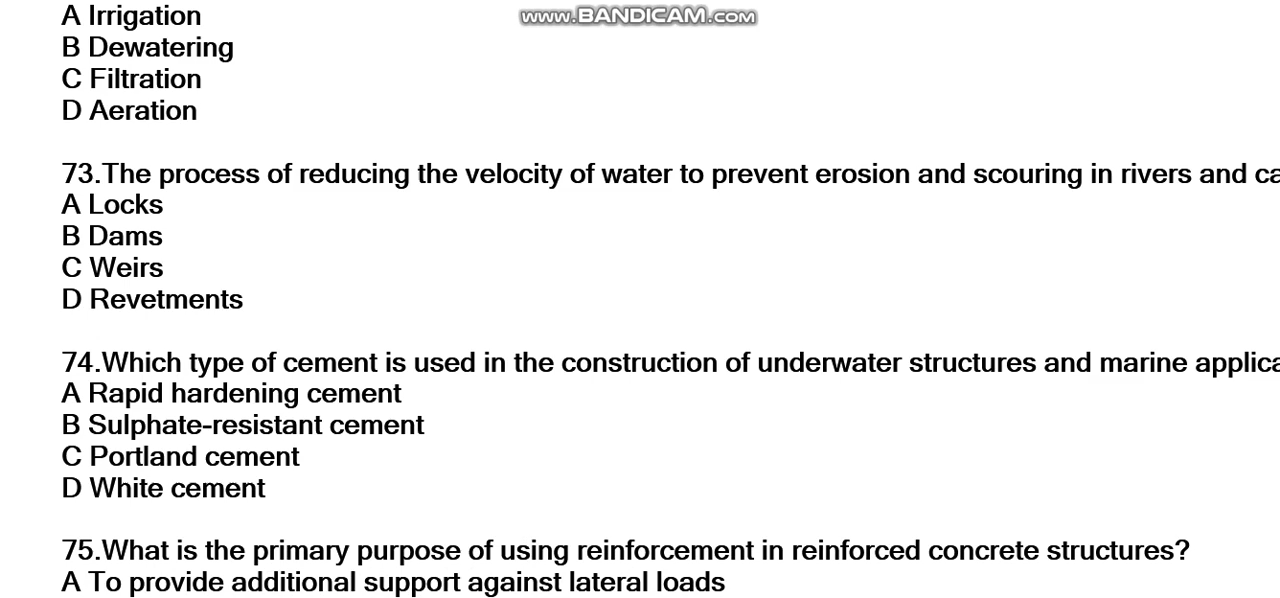 A Irrigation
www.BANDICAM.com
B Dewatering
C Filtration
D Aeration
73.The process of reducing the velocity of water to prevent erosion and scouring in rivers and
A Locks
B Dams
C Weirs
D Revetments
74.Which type of cement is used in the construction of underwater structures and marine
A Rapid hardening cement
B Sulphate-resistant cement
C Portland cement
D White cement
75.What is the primary purpose of using reinforcement in reinforced concrete structures?
A To provide additional support against lateral loads